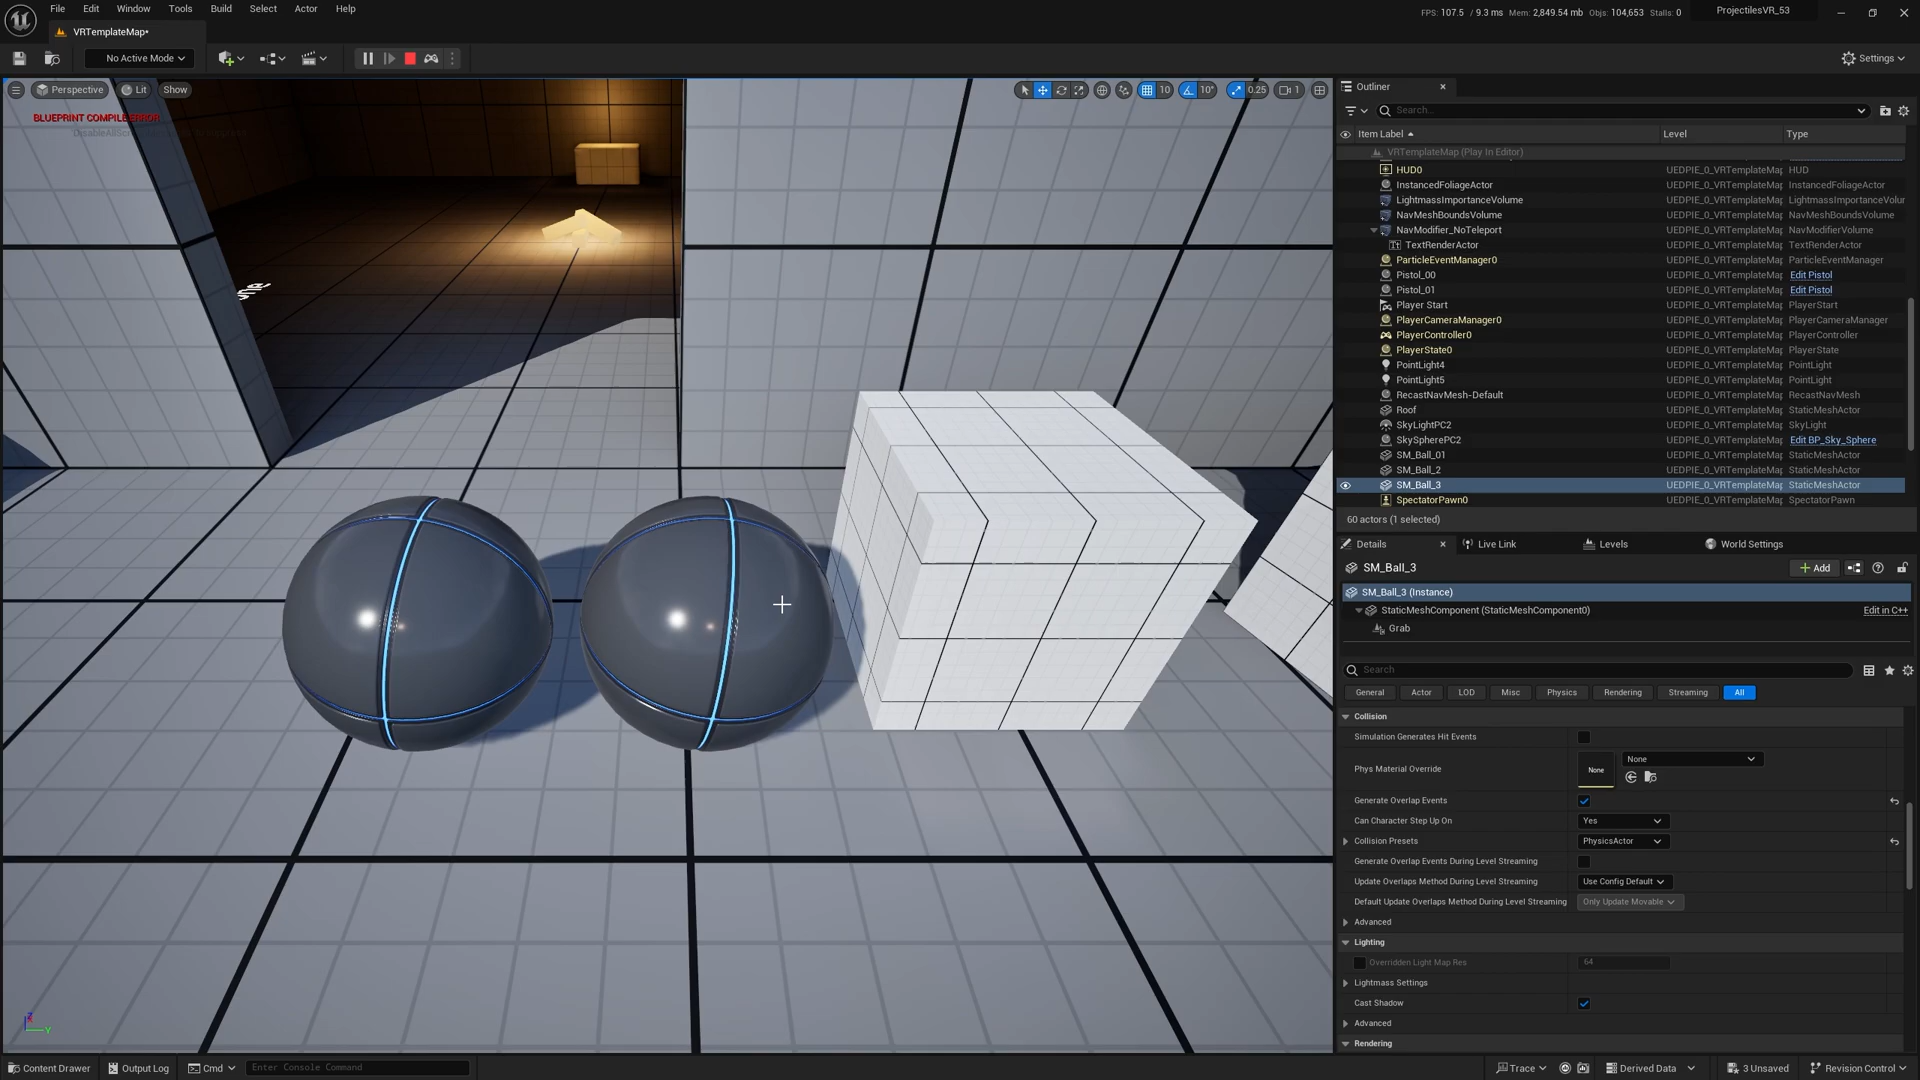 File Edit Window Tools Build Select Actor Help
FPS: 107.5 / 9.3 ms Mem: 2,849.54 mb Objs: 104,653 Stalls: 0 ProjectilesVR_53
VRTemplateMap*
No Active Mode
Settings
Perspective Lit Show
10 10° 0.25 1
BLUEPRINT COMPILE ERROR
Outliner
Search...
Item Label Level Type
VRTemplateMap (Play In Editor)
HUD0 UEDPIE_0_VRTemplateMap HUD
InstancedFoliageActor UEDPIE_0_VRTemplateMap InstancedFoliageActor
LightmassImportanceVolume UEDPIE_0_VRTemplateMap LightmassImportanceVolur
NavMeshBoundsVolume UEDPIE_0_VRTemplateMap NavMeshBoundsVolume
NavModifier_NoTeleport UEDPIE_0_VRTemplateMap NavModifierVolume
TextRenderActor UEDPIE_0_VRTemplateMap TextRenderActor
ParticleEventManager0 UEDPIE_0_VRTemplateMap ParticleEventManager
Pistol_00 UEDPIE_0_VRTemplateMap Edit Pistol
Pistol_01 UEDPIE_0_VRTemplateMap Edit Pistol
Player Start UEDPIE_0_VRTemplateMap PlayerStart
PlayerCameraManager0 UEDPIE_0_VRTemplateMap PlayerCameraManager
PlayerController0 UEDPIE_0_VRTemplateMap PlayerController
PlayerState0 UEDPIE_0_VRTemplateMap PlayerState
PointLight4 UEDPIE_0_VRTemplateMap PointLight
PointLight5 UEDPIE_0_VRTemplateMap PointLight
RecastNavMesh-Default UEDPIE_0_VRTemplateMap RecastNavMesh
Roof UEDPIE_0_VRTemplateMap StaticMeshActor
SkyLightPC2 UEDPIE_0_VRTemplateMap SkyLight
SkySpherePC2 UEDPIE_0_VRTemplateMap Edit BP_Sky_Sphere
SM_Ball_01 UEDPIE_0_VRTemplateMap StaticMeshActor
SM_Ball_2 UEDPIE_0_VRTemplateMap StaticMeshActor
SM_Ball_3 UEDPIE_0_VRTemplateMap StaticMeshActor
SpectatorPawn0 UEDPIE_0_VRTemplateMap SpectatorPawn
60 actors (1 selected)
Details Live Link Levels World Settings
SM_Ball_3 Add
SM_Ball_3 (Instance)
StaticMeshComponent (StaticMeshComponent0) Edit in C++
Grab
Search
General Actor LOD Misc Physics Rendering Streaming All
Collision
Simulation Generates Hit Events
Phys Material Override None None
Generate Overlap Events
Can Character Step Up On Yes
Collision Presets PhysicsActor
Generate Overlap Events During Level Streaming
Update Overlaps Method During Level Streaming Use Config Default
Default Update Overlaps Method During Level Streaming Only Update Movable
Advanced
Lighting
Overridden Light Map Res 64
Lightmass Settings
Cast Shadow
Advanced
Rendering
Content Drawer Output Log Cmd Enter Console Command Trace Derived Data 3 Unsaved Revision Control